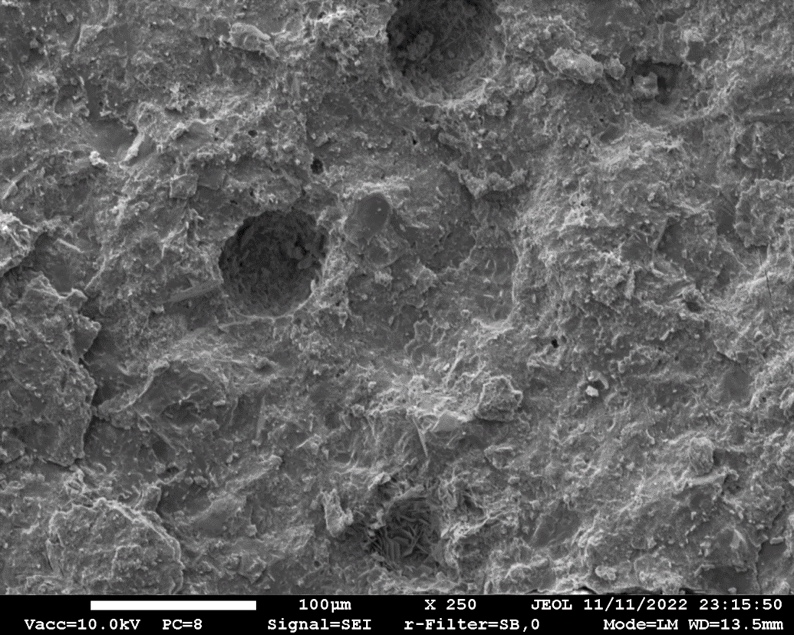 100µm X 250 JEOL 11/11/2022 23:15:50
Vacc=10.0kV PC=8 Signal=SEI r-Filter=SB,0 Mode=LM WD=13.5mm